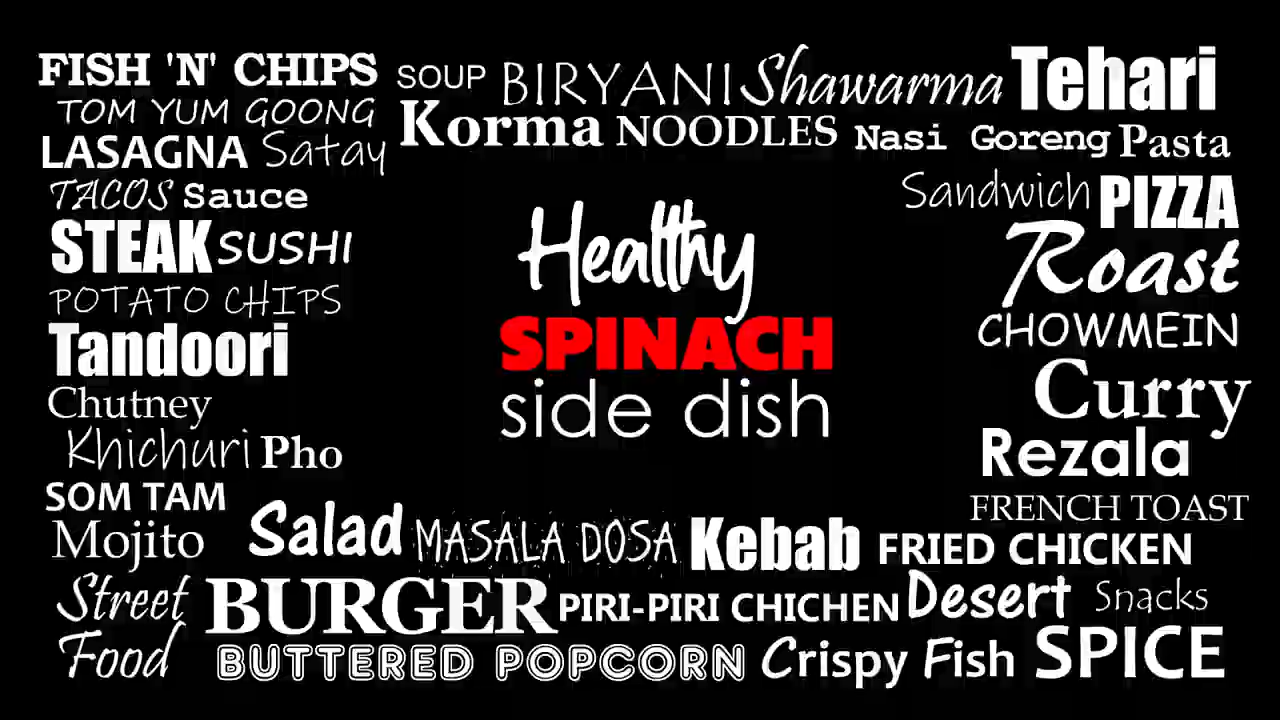 FISH 'N' CHIPS SOUP BIRYANI Shawarma Tehari
TOM YUM GOONG Korma NOODLES Nasi Goreng Pasta
LASAGNA Satay
TACOS Sauce Sandwich PIZZA
STEAK SUSHI Healthy Roast
POTATO CHIPS SPINACH CHOWMEIN
Tandoori side dish Curry
Chutney
Khichuri Pho Rezala
SOM TAM FRENCH TOAST
Mojito Salad MASALA DOSA Kebab FRIED CHICKEN
Street BURGER PIRI-PIRI CHICHEN Desert Snacks
Food BUTTERED POPCORN Crispy Fish SPICE